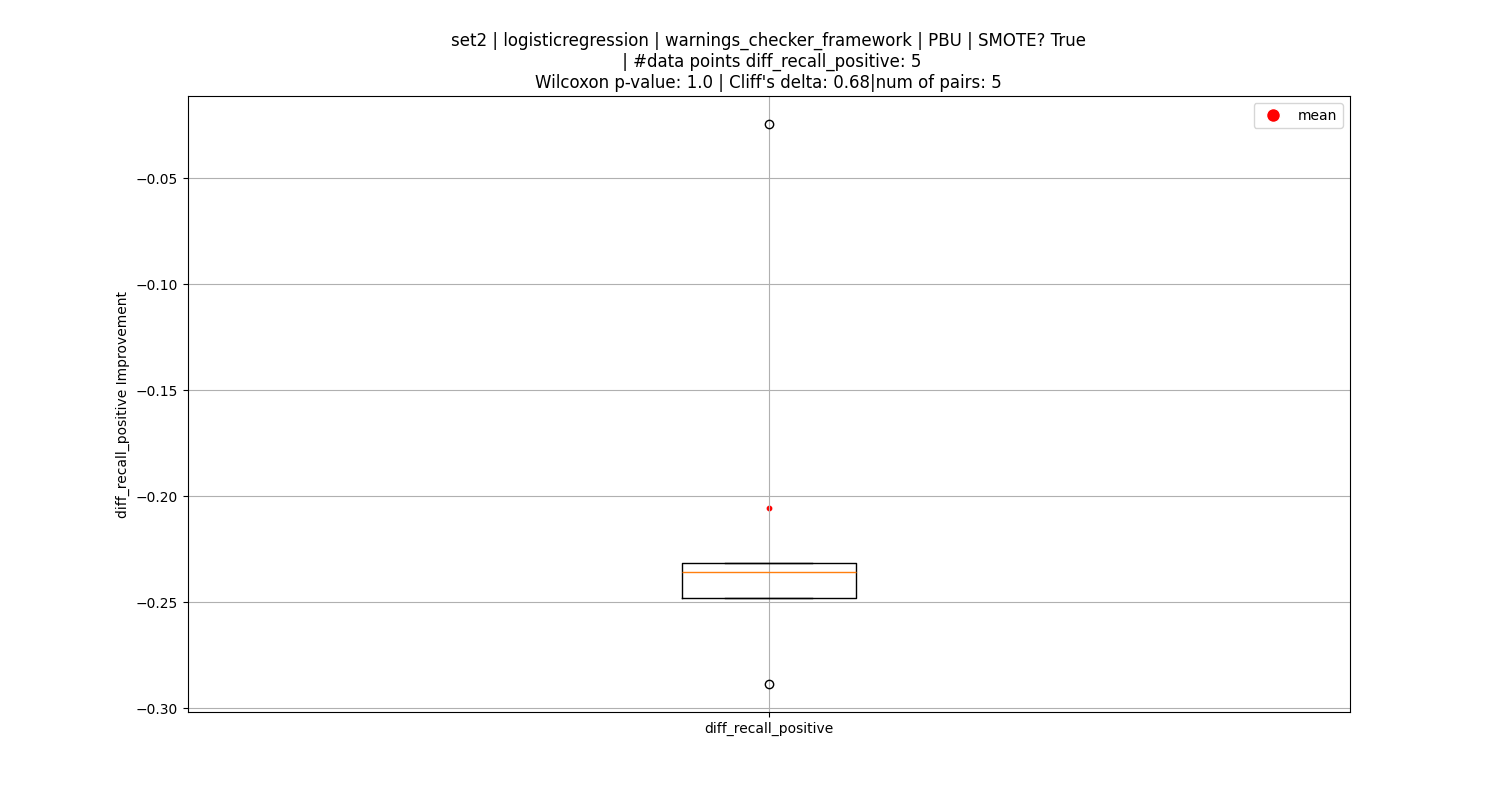 set2 | logisticregression | warnings_checker_framework | PBU | SMOTE? True
| #data points diff_recall_positive: 5
Wilcoxon p-value: 1.0 | Cliff's delta: 0.68|num of pairs: 5
mean
−0.05
−0.10
−0.15
−0.20
−0.25
−0.30
diff_recall_positive Improvement
diff_recall_positive